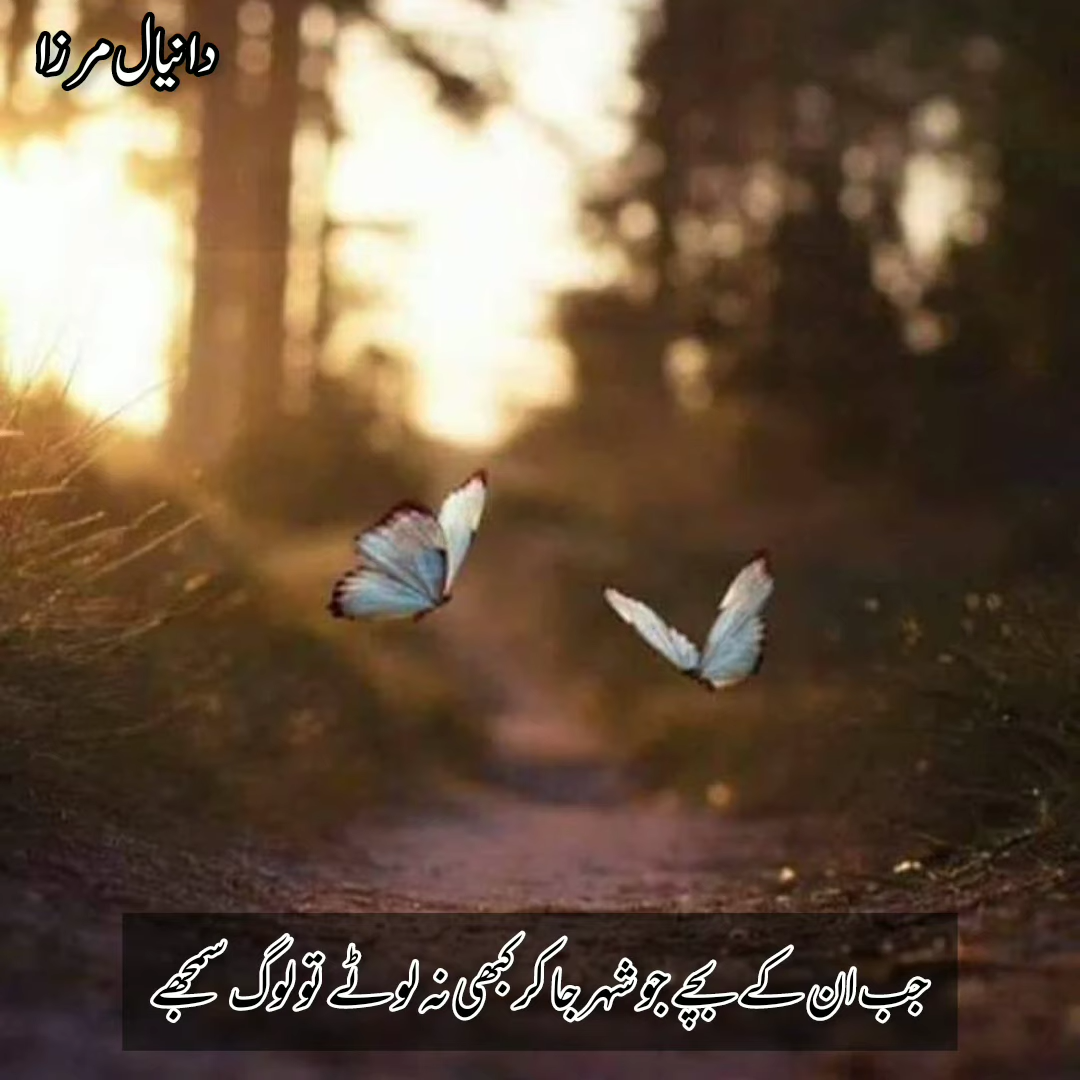 دانیال مرزا
جب ان کے بچے جو شہر جا کر کبھی نہ لوٹے تو لوگ سمجھے